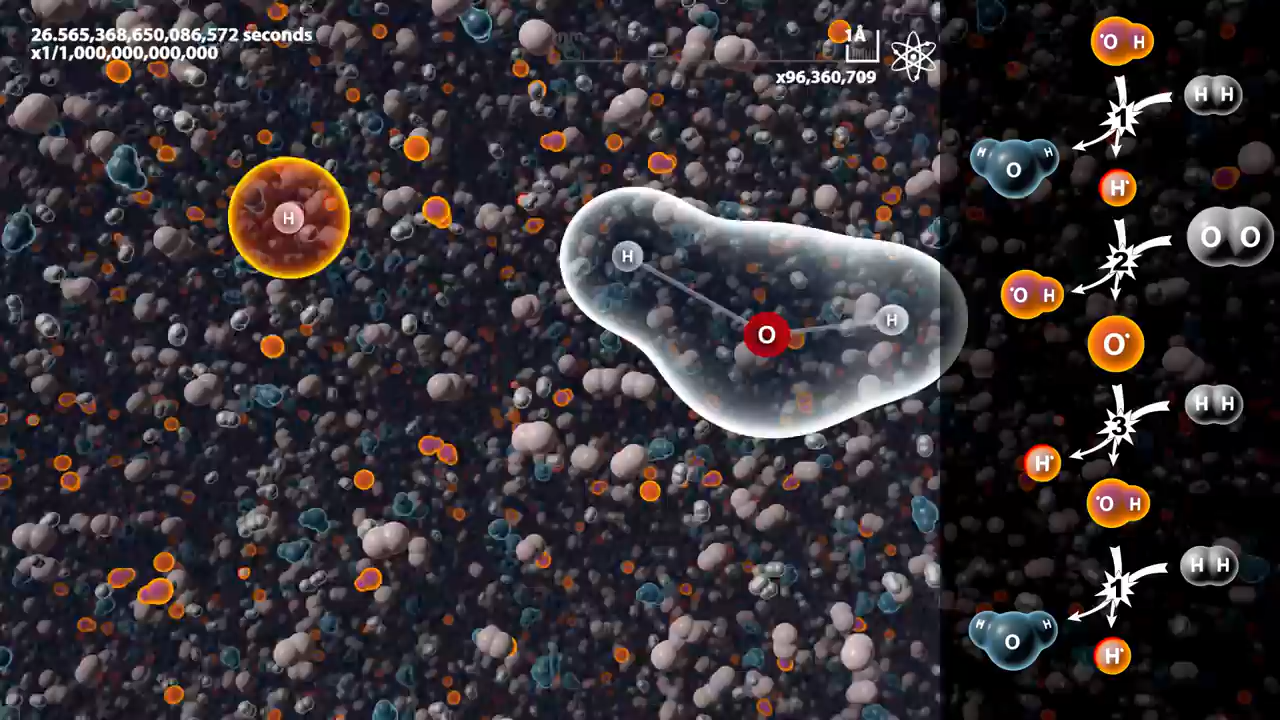 26.565,368,650,086,572 seconds
x1/1,000,000,000,000
1Å
x96,360,709
H
H
O
H
•O H
H H
1
H O H
H•
O O
2
•O H
O•
H H
3
H•
•O H
H H
1
H O H
H•